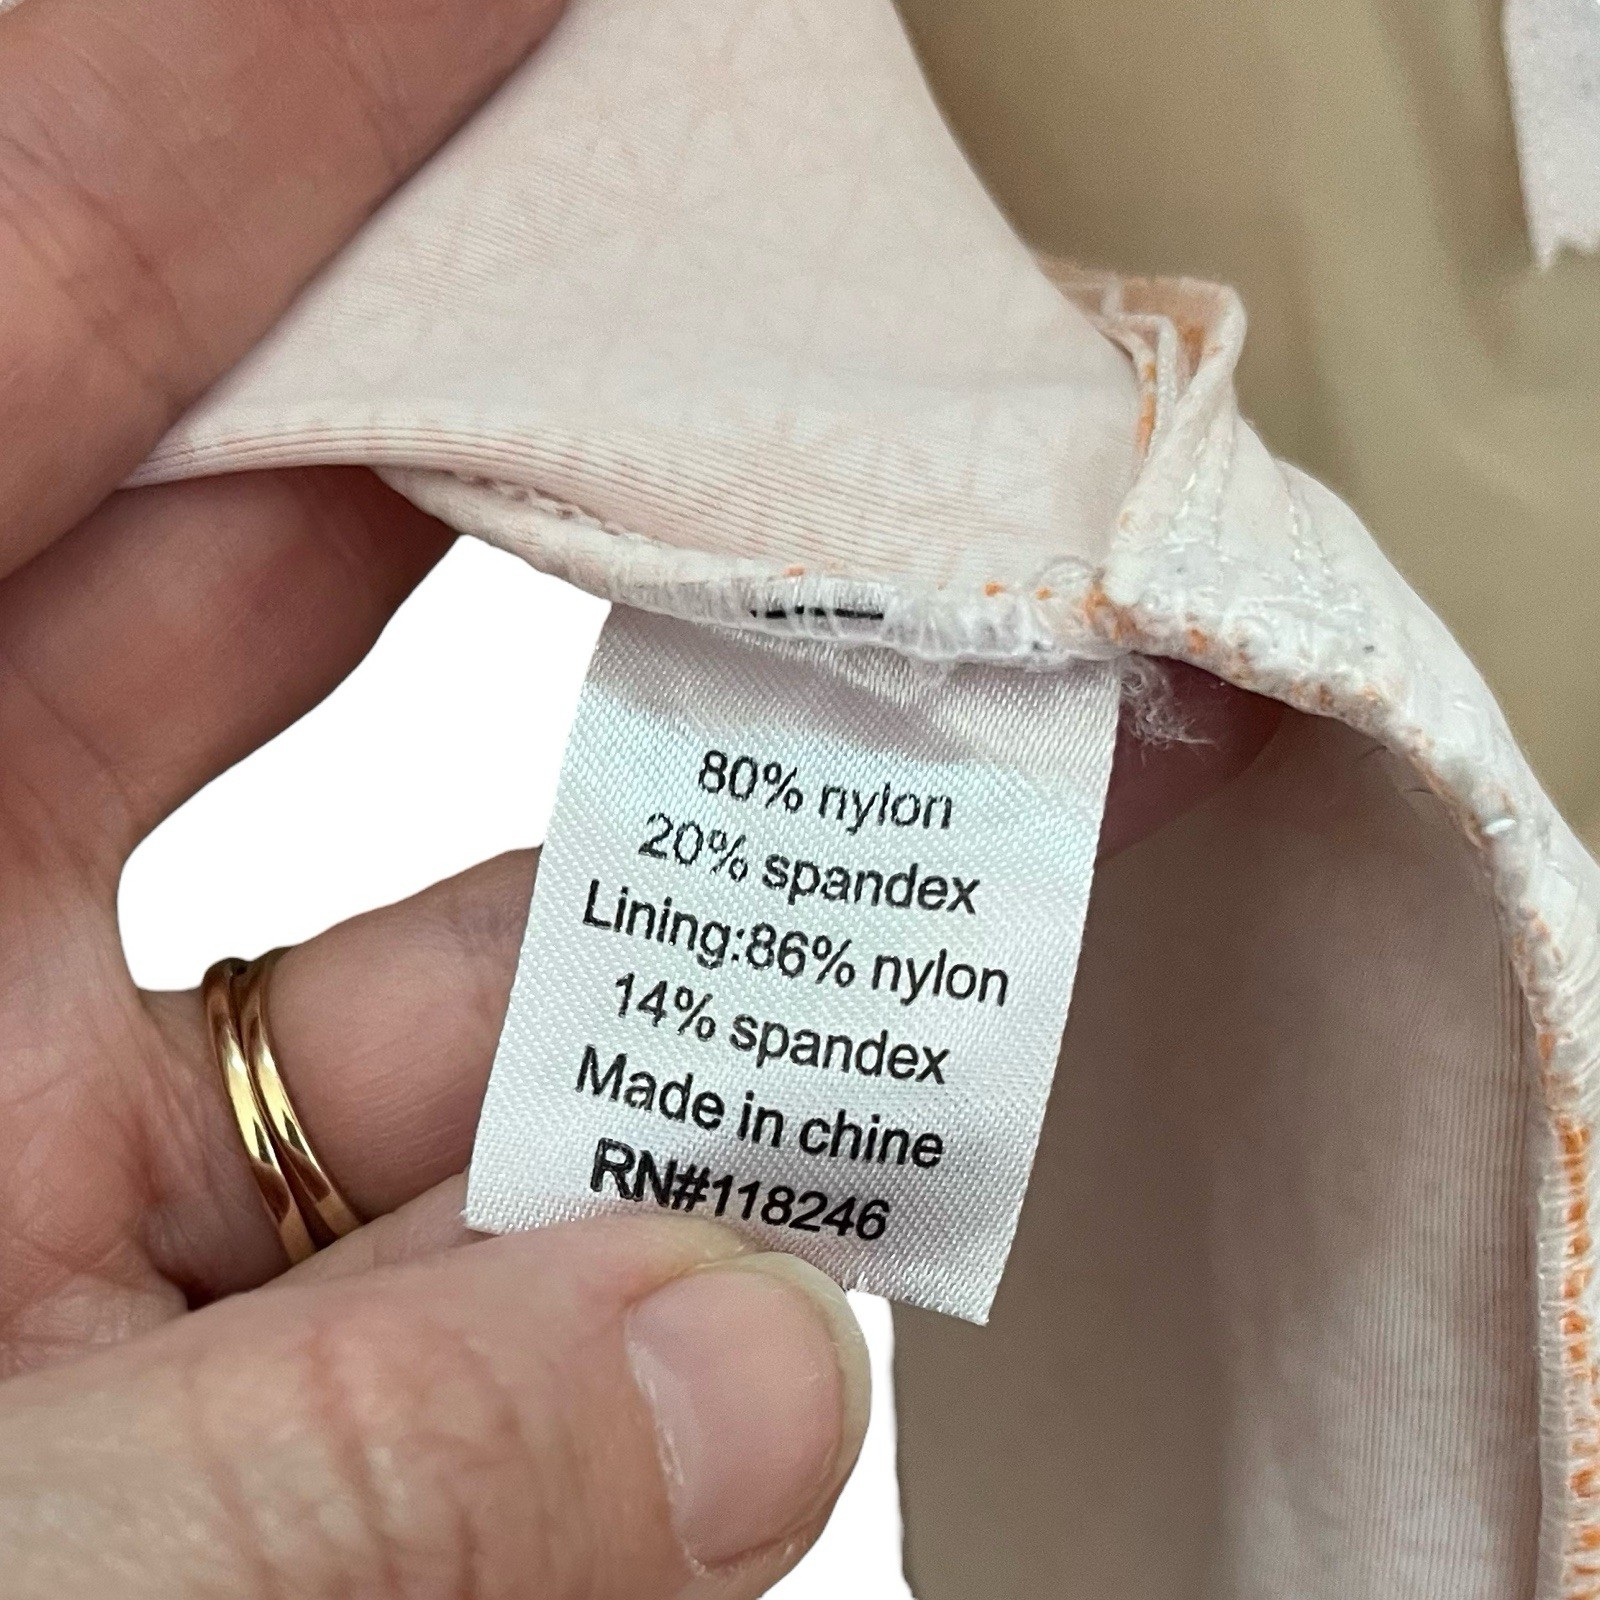 80% nylon
20% spandex
Lining:86% nylon
14% spandex
Made in chine
RN#118246